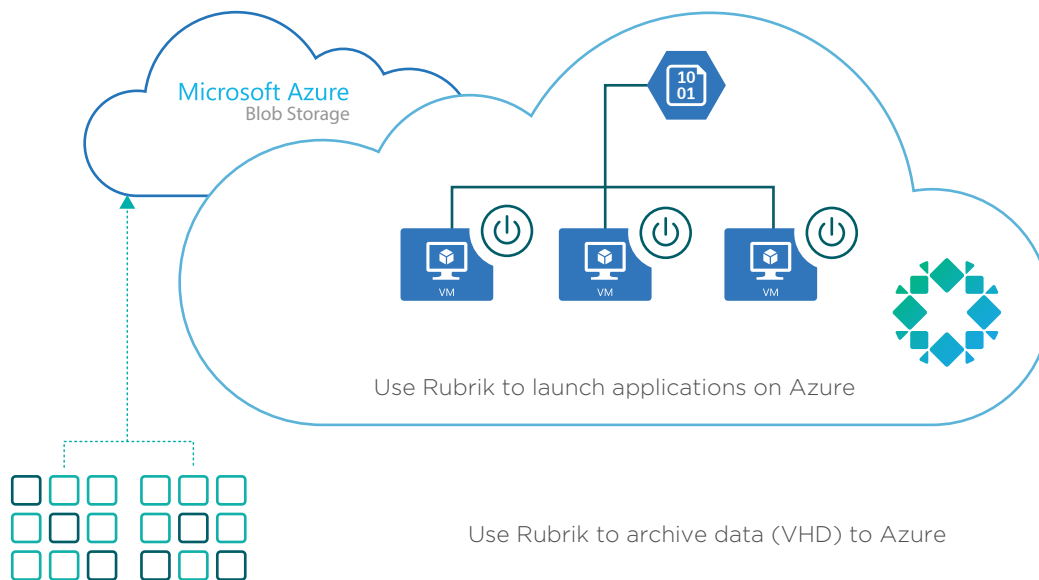 Microsoft Azure
Blob Storage
10
01
VM
VM
VM
Use Rubrik to launch applications on Azure
Use Rubrik to archive data (VHD) to Azure